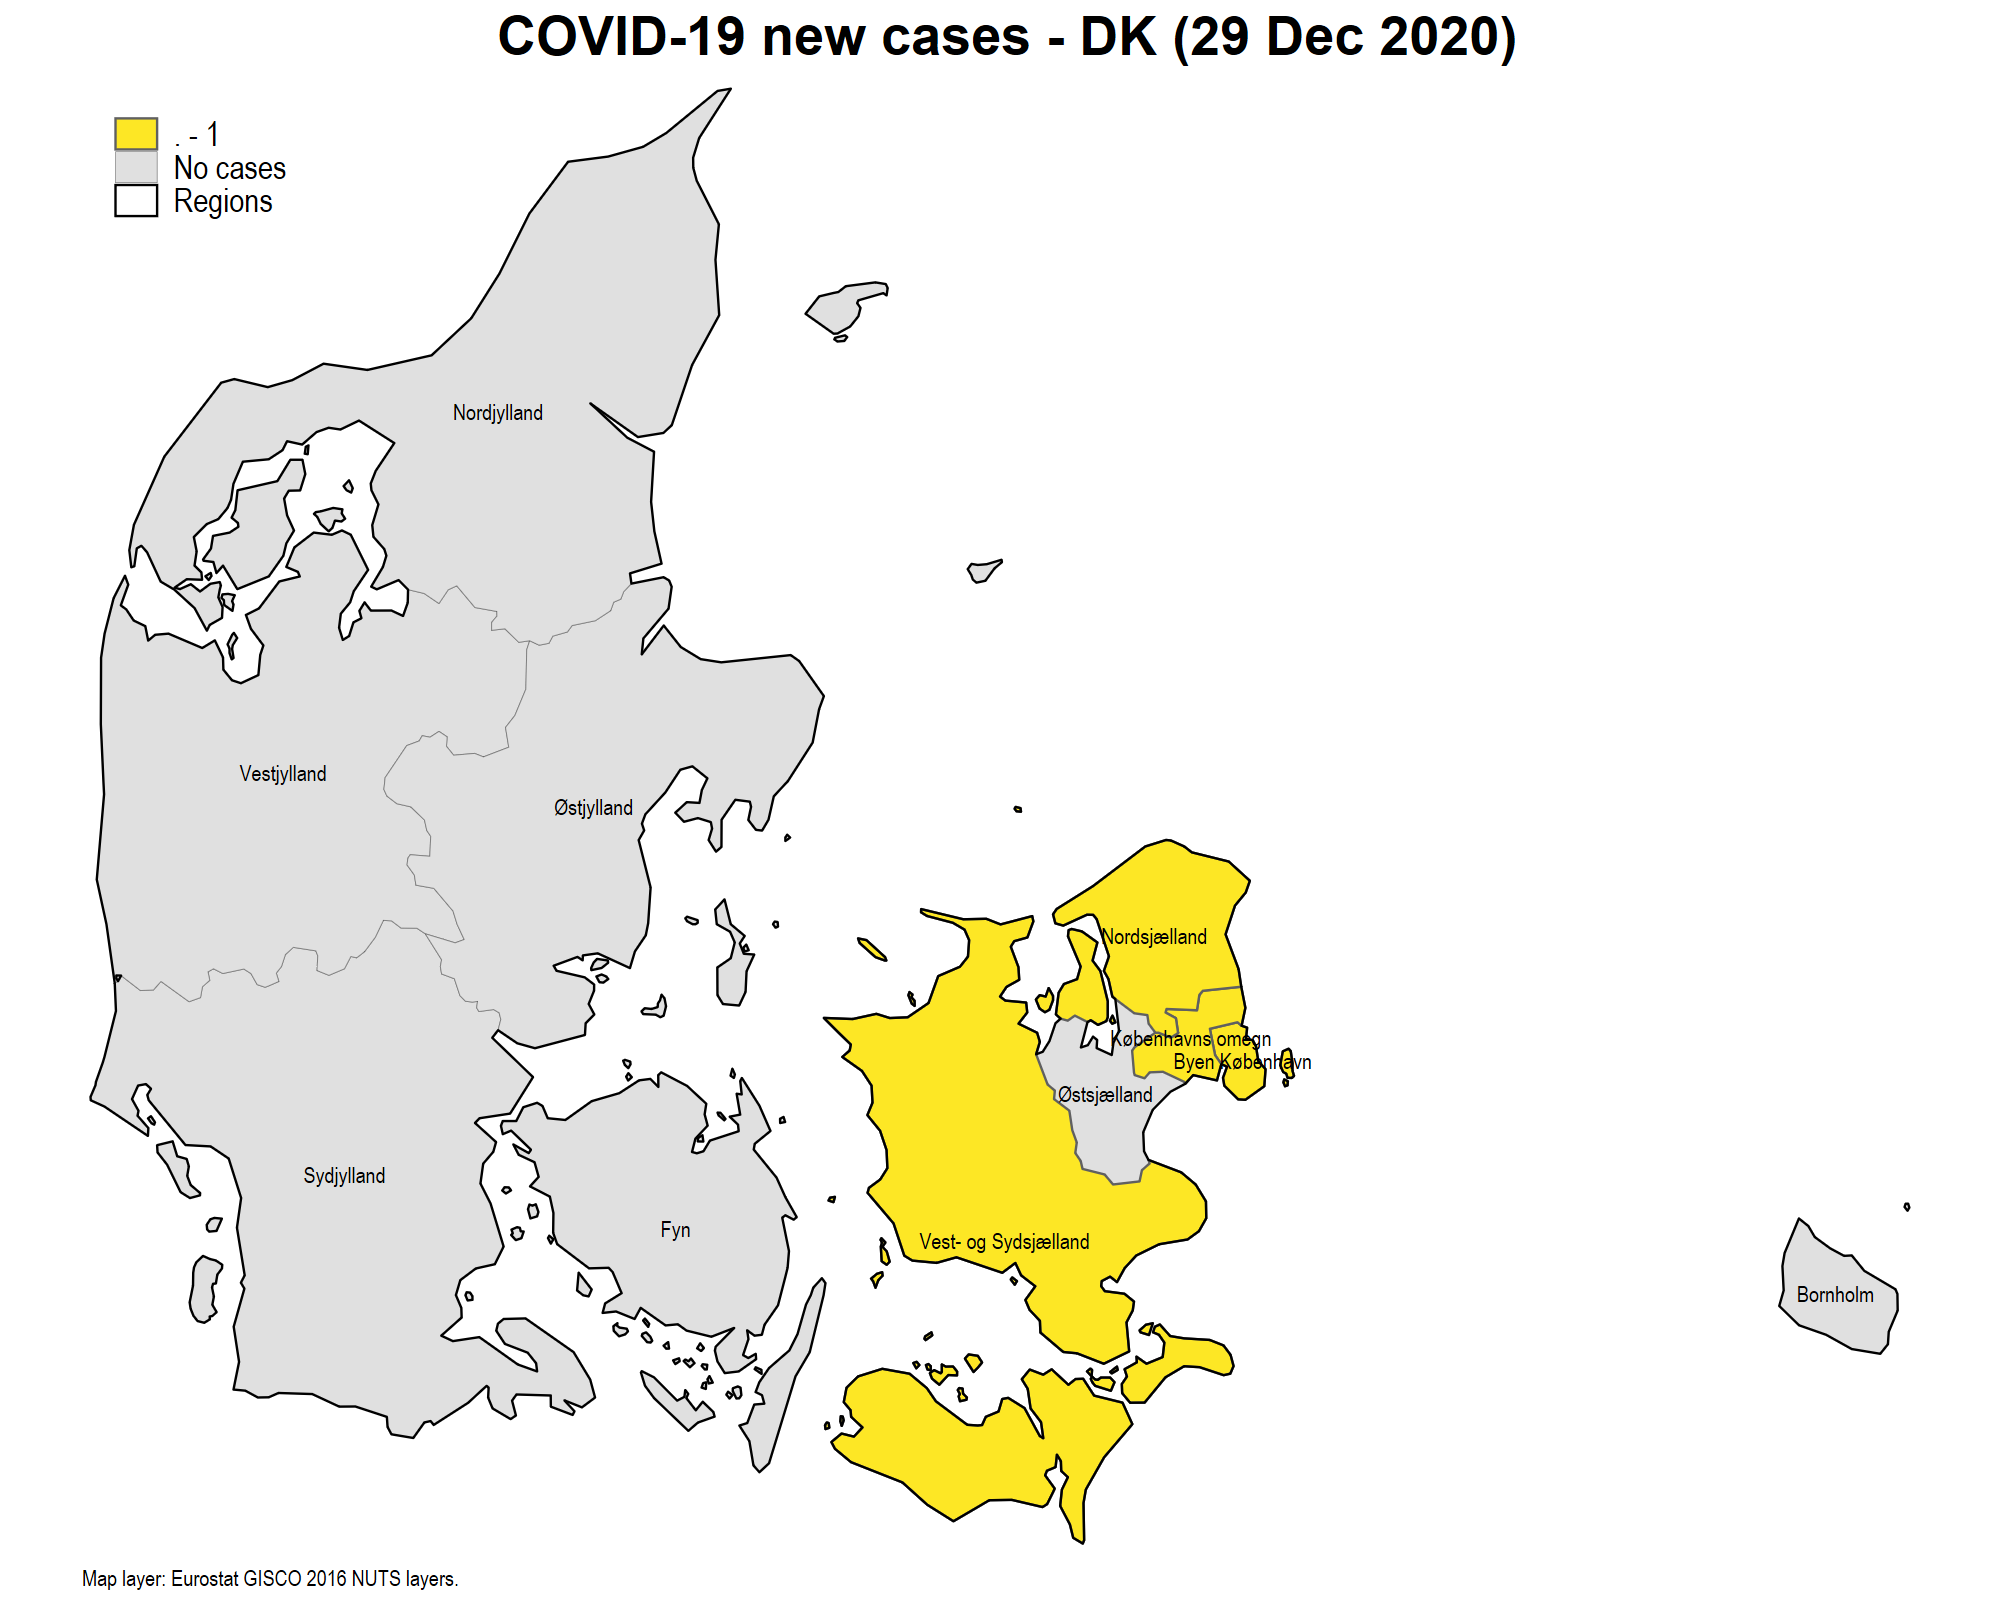 COVID-19 new cases - DK (29 Dec 2020)
. - 1
No cases
Regions
Nordjylland
Vestjylland
Østjylland
Nordsjælland
Københavns omegn
Byen København
Østsjælland
Sydjylland
Fyn
Vest- og Sydsjælland
Bornholm
Map layer: Eurostat GISCO 2016 NUTS layers.